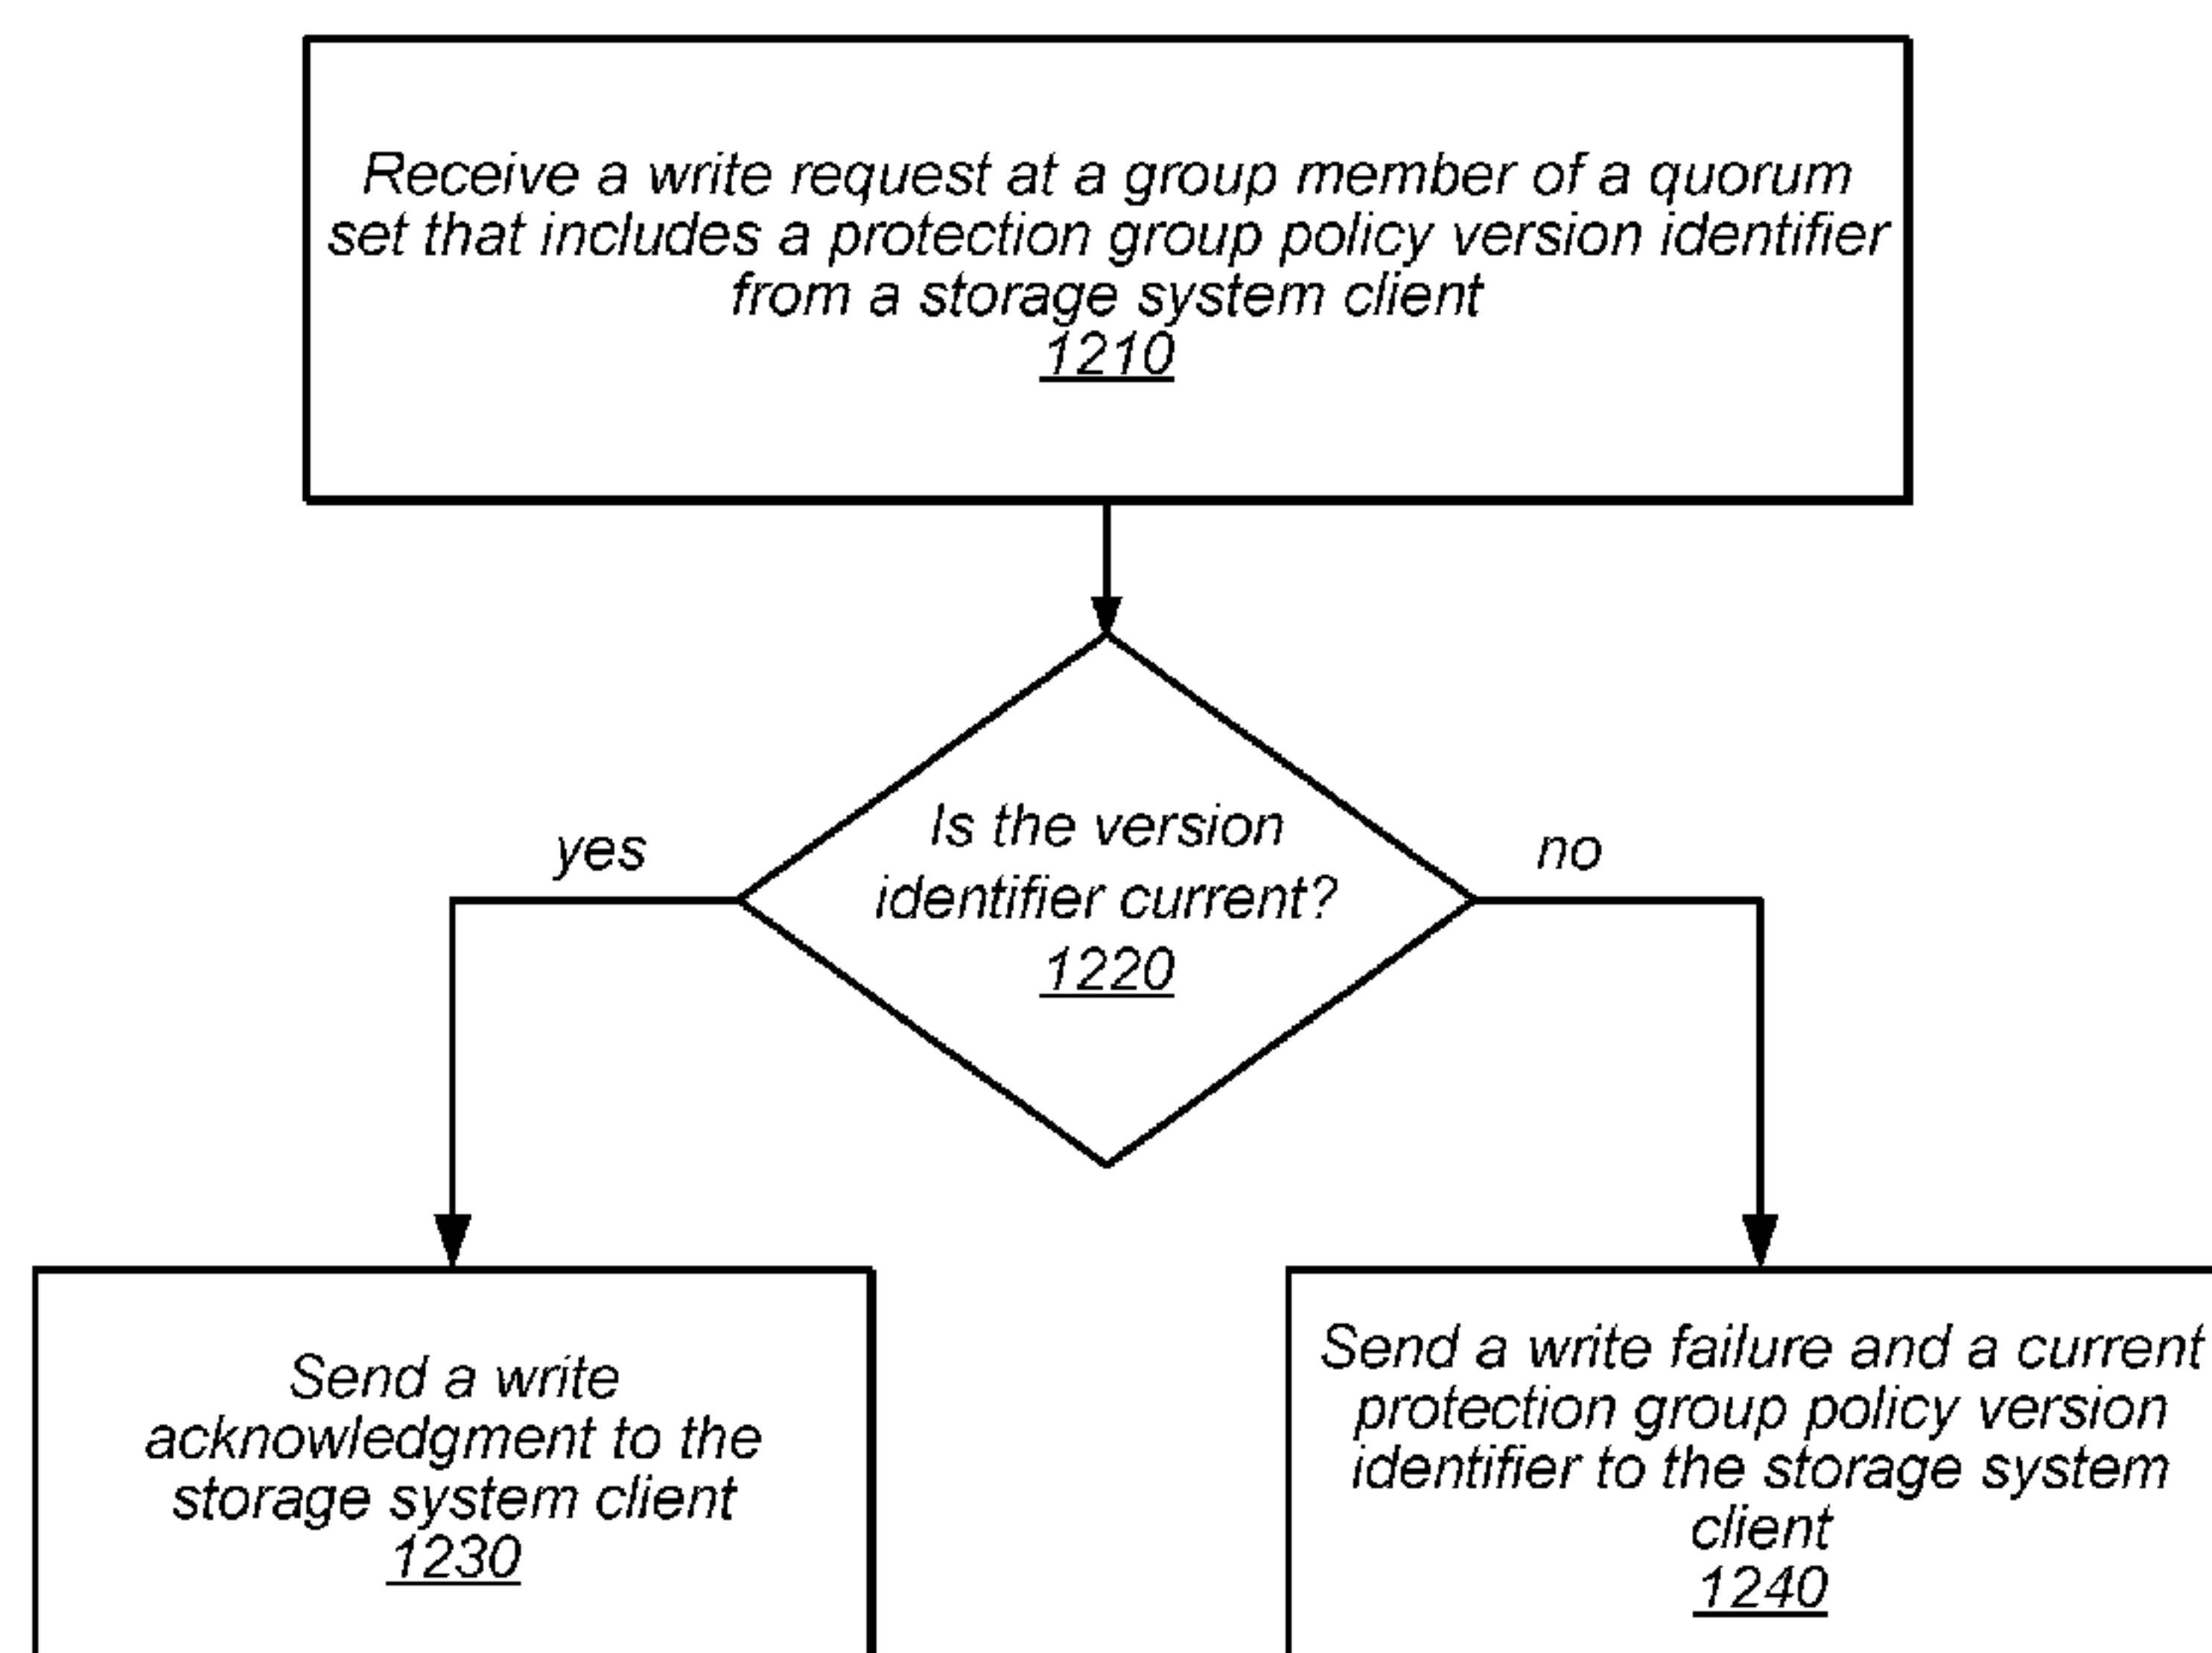 Receive a write request at a group member of a quorum
set that includes a protection group policy version identifier
from a storage system client
1210
Is the version
identifier current?
1220
yes
no
Send a write
acknowledgment to the
storage system client
1230
Send a write failure and a current
protection group policy version
identifier to the storage system
client
1240